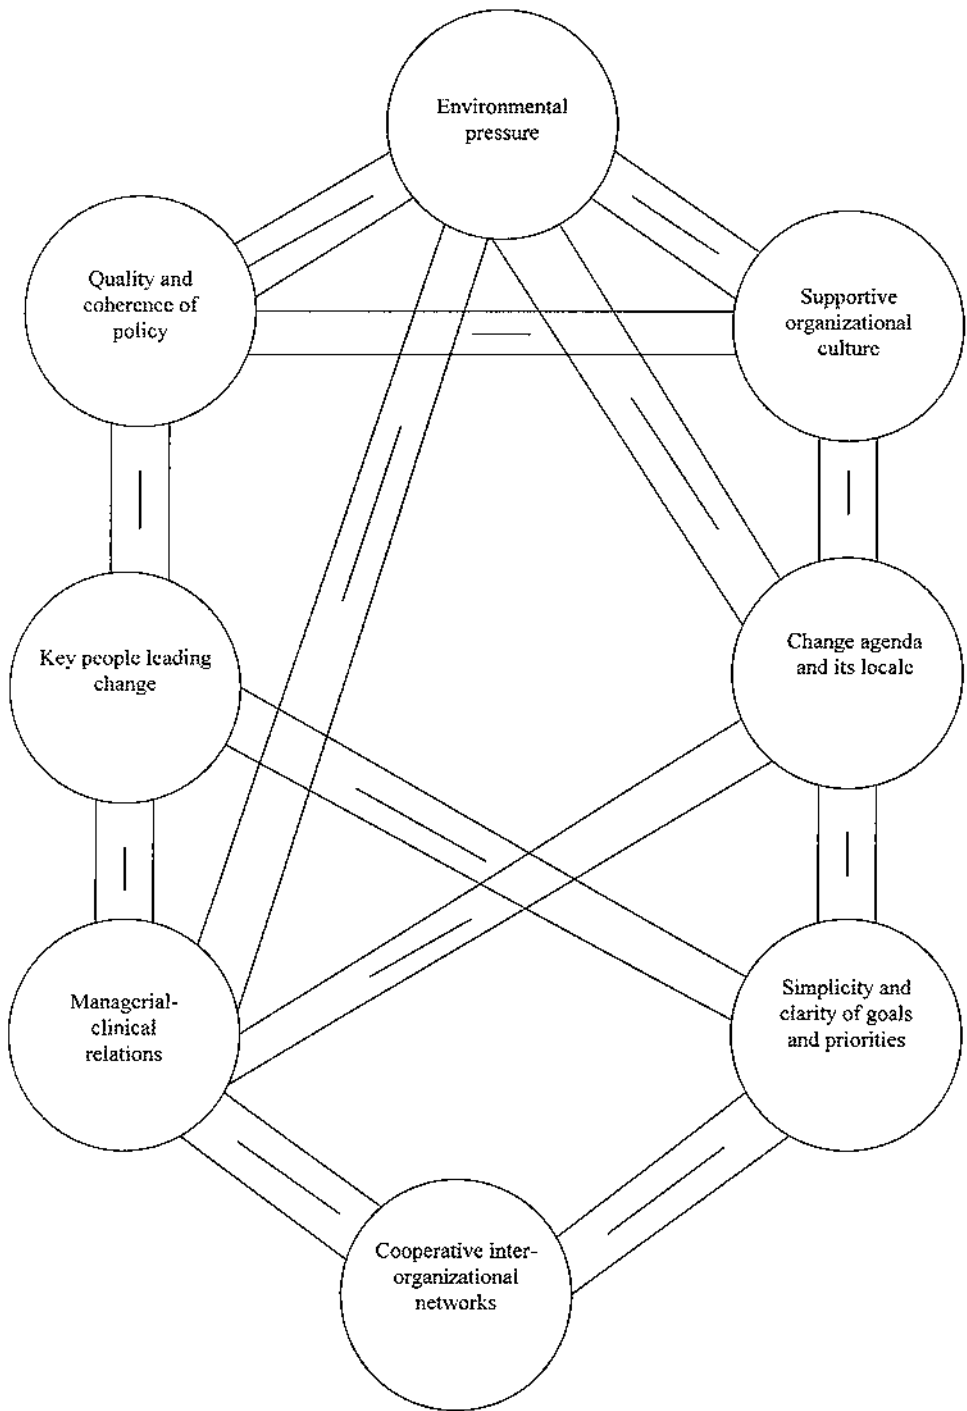 Environmental
pressure
Quality and
coherence of
policy
Supportive
organizational
culture
Key people leading
change
Change agenda
and its locale
Managerial-
clinical
relations
Simplicity and
clarity of goals
and priorities
Cooperative inter-
organizational
networks